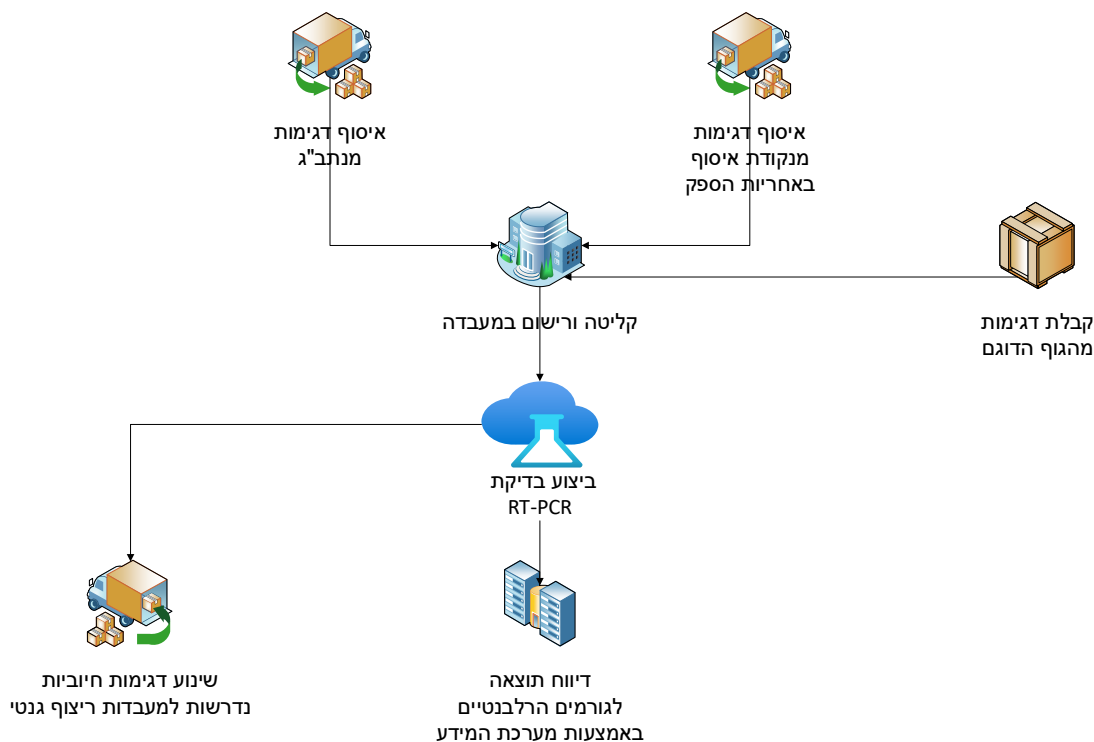 איסוף דגימות
מנתב"ג
איסוף דגימות
מנקודת איסוף
באחריות הספק
קליטה ורישום במעבדה
קבלת דגימות
מהגוף הדוגם
ביצוע בדיקת
RT-PCR
שינוע דגימות חיוביות
נדרשות למעבדות ריצוף גנטי
דיווח תוצאה
לגורמים הרלבנטיים
באמצעות מערכת המידע